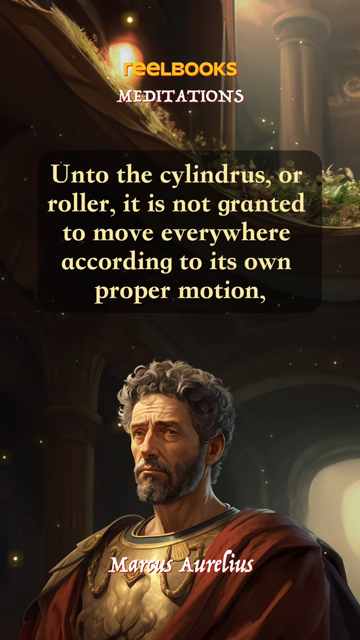 reelBOOKS
MEDITATIONS
Unto the cylindrus, or
roller, it is not granted
to move everywhere
according to its own
proper motion,
Marcus Aurelius